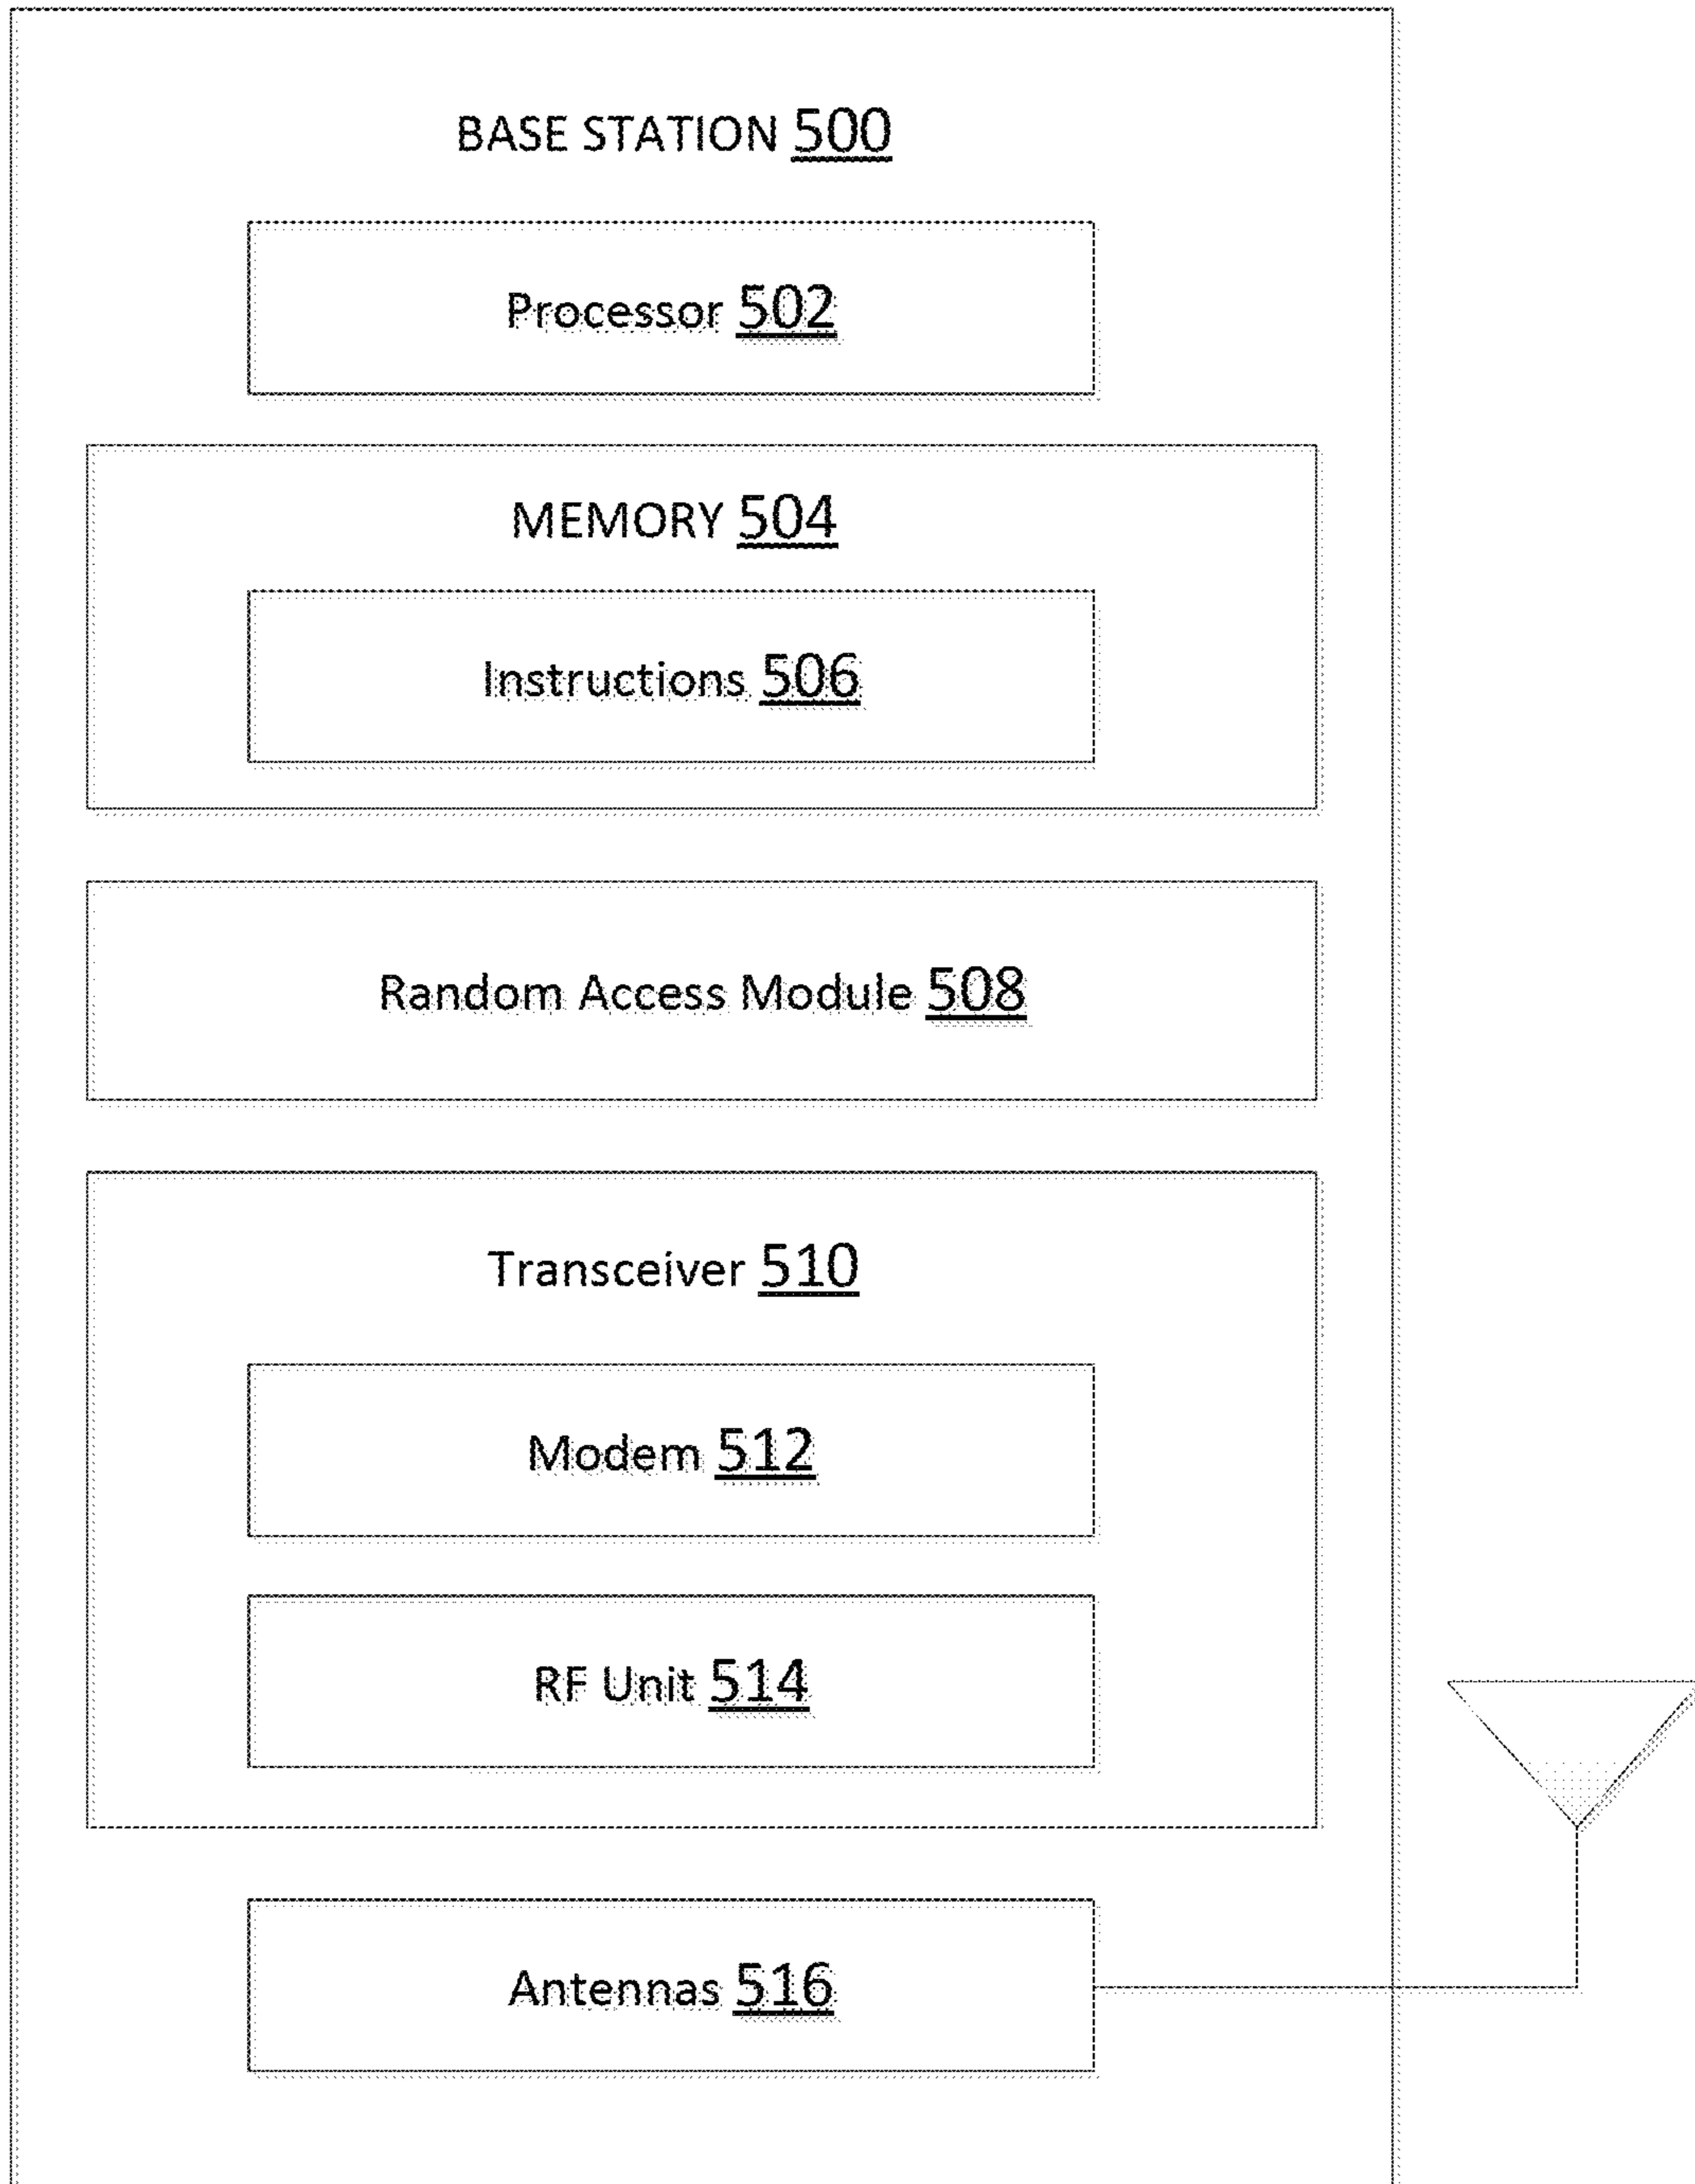 BASE STATION 500
Processor 502
MEMORY 504
Instructions 506
Random Access Module 508
Transceiver 510
Modem 512
RF Unit 514
Antennas 516